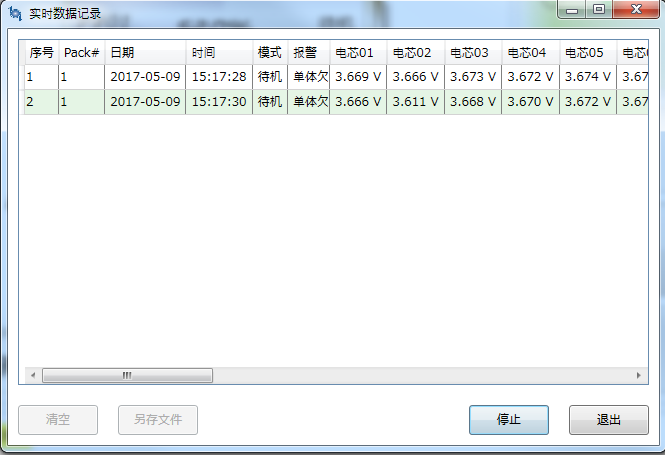 实时数据记录
序号 Pack# 日期 时间 模式 报警 电芯01 电芯02 电芯03 电芯04 电芯05
1 1 2017-05-09 15:17:28 待机 单体欠 3.669 V 3.666 V 3.673 V 3.672 V 3.674 V 3.67
2 1 2017-05-09 15:17:30 待机 单体欠 3.666 V 3.611 V 3.668 V 3.670 V 3.672 V 3.67
清空 另存文件 停止 退出